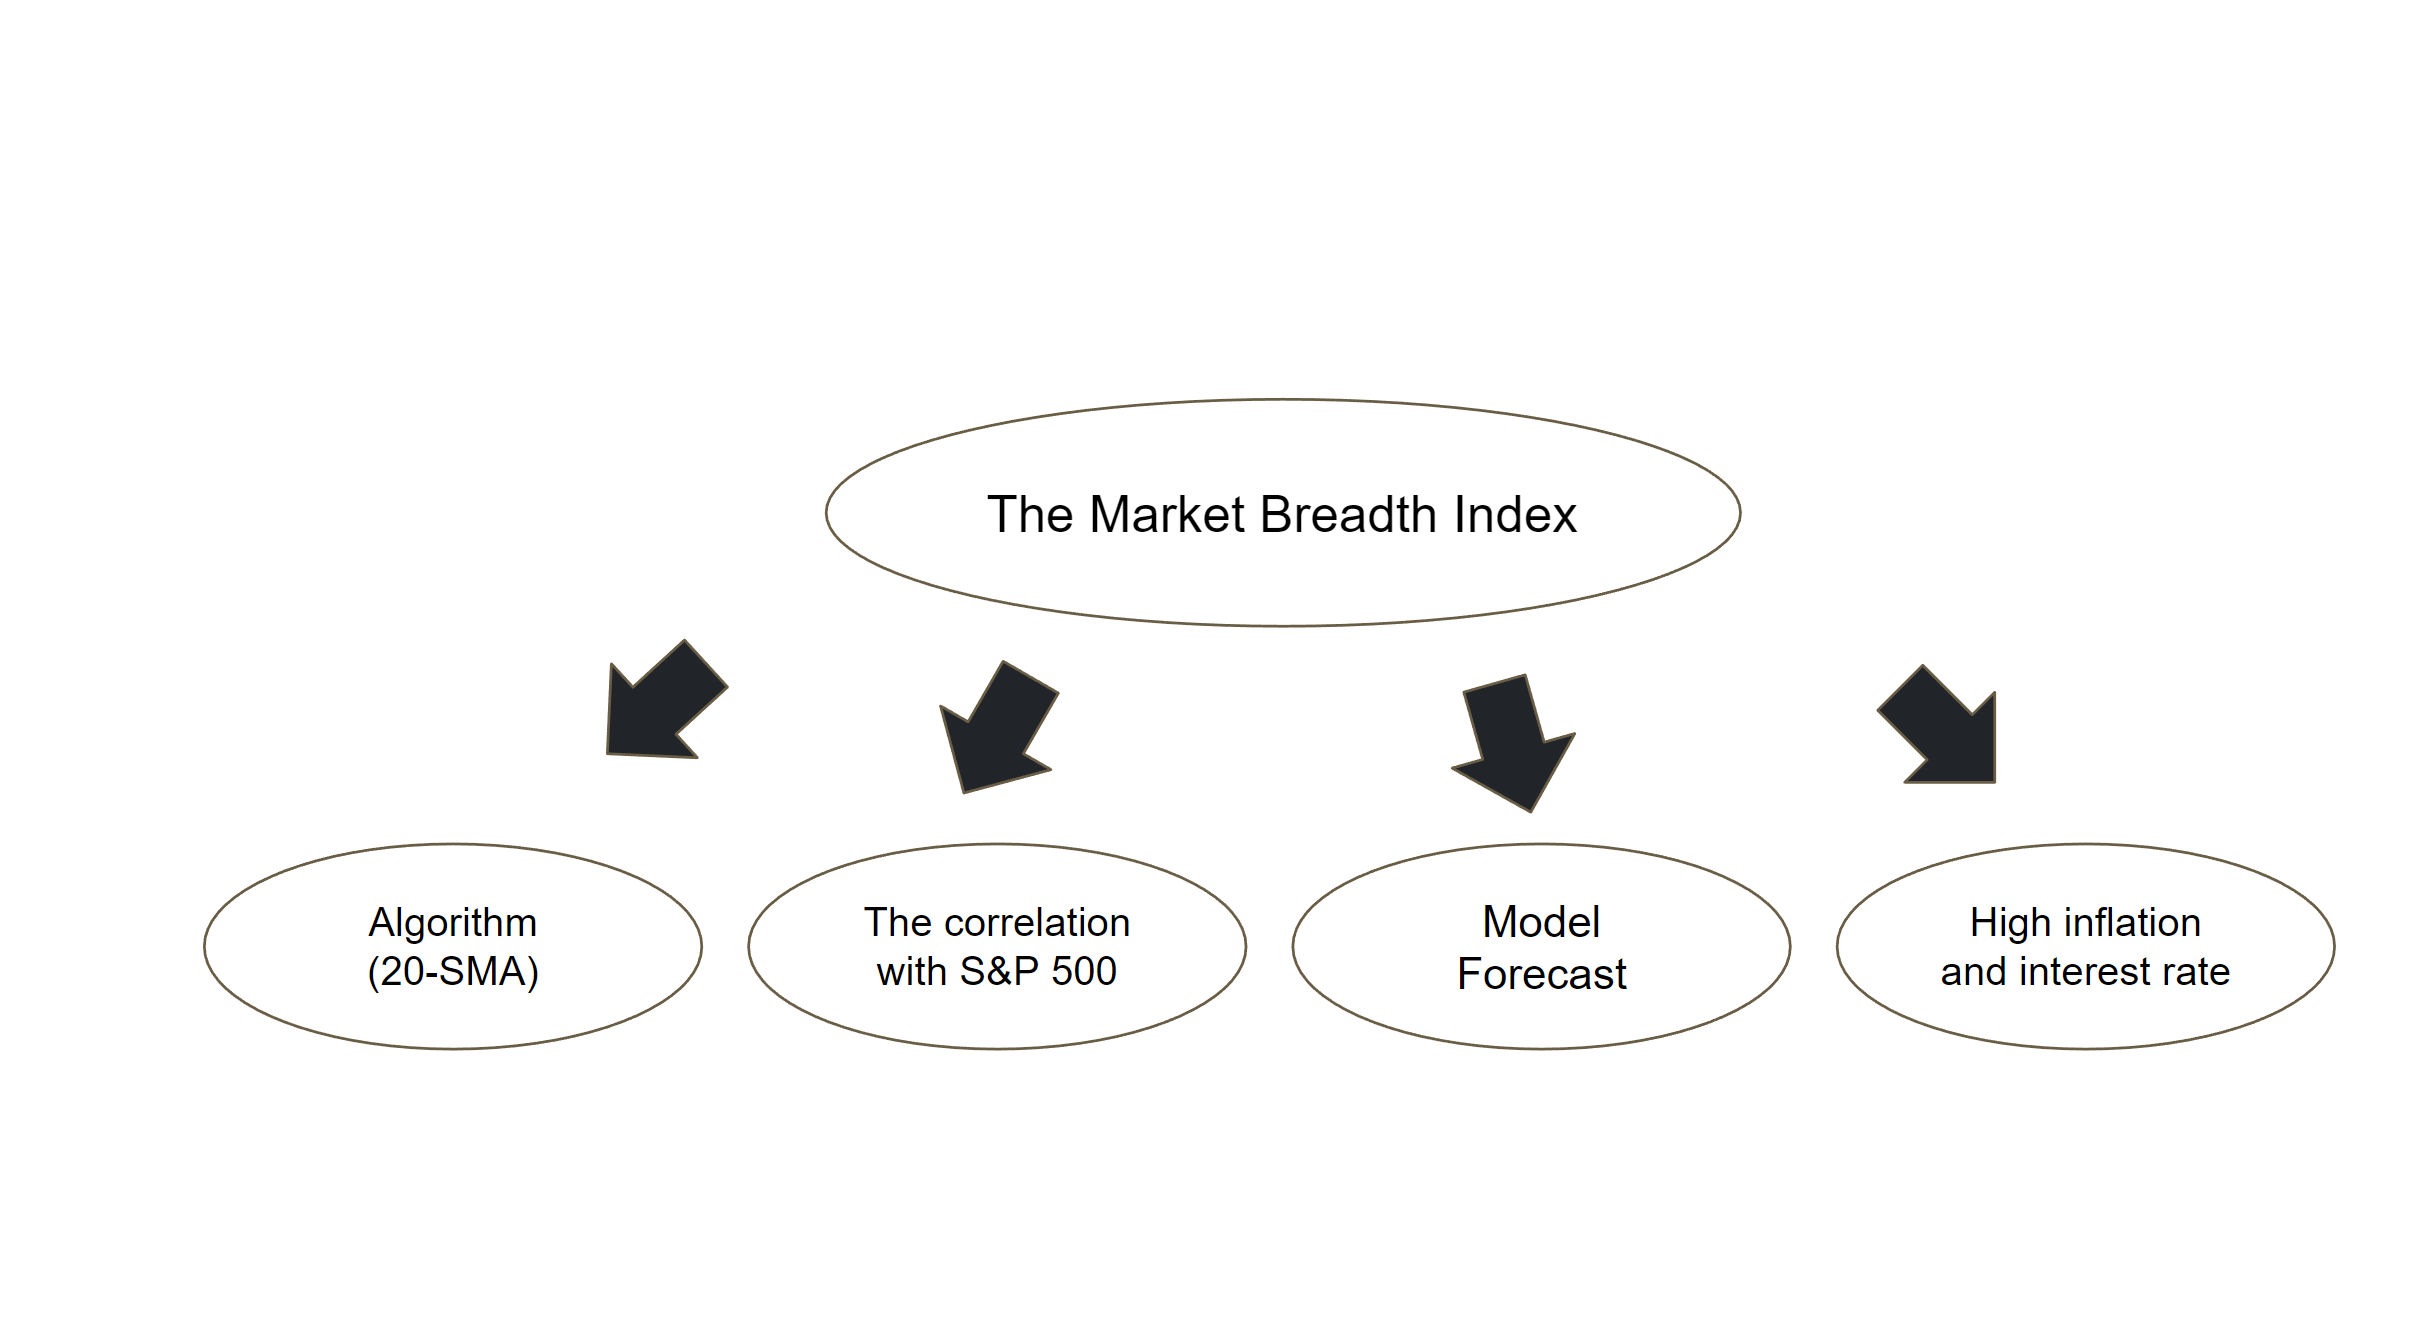 The Market Breadth Index
Algorithm
(20-SMA)
The correlation
with S&P 500
Model
Forecast
High inflation
and interest rate